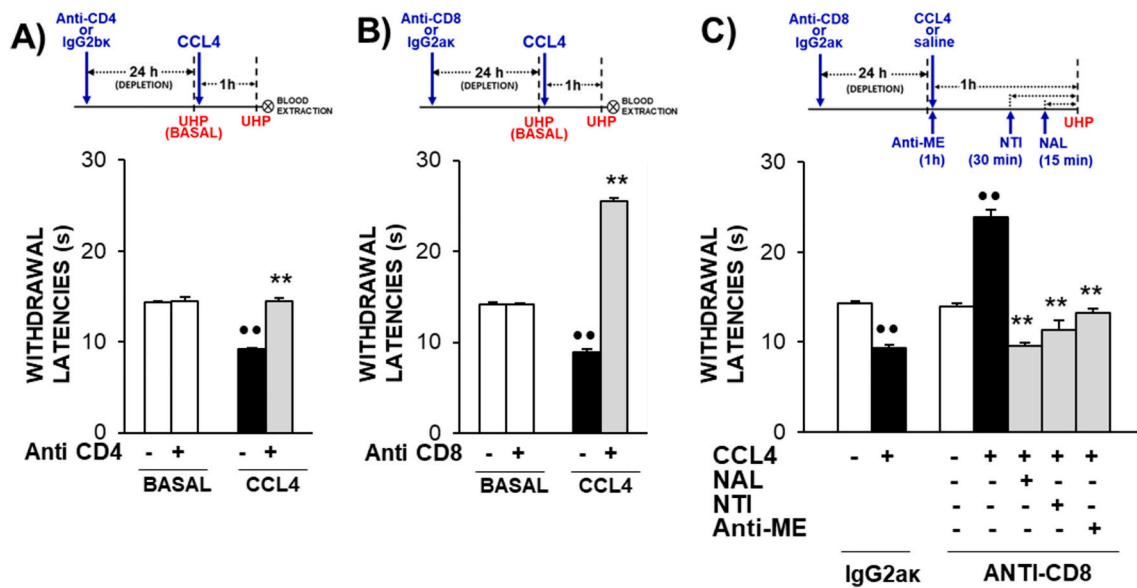 A)
Anti-CD4
or
IgG2bκ
CCL4
24 h
(DEPLETION)
1h
BLOOD
EXTRACTION
UHP
(BASAL)
UHP
WITHDRAWAL
LATENCIES (s)
30
20
10
0
••
**
Anti CD4 - + - +
BASAL CCL4
B)
Anti-CD8
or
IgG2aκ
CCL4
24 h
(DEPLETION)
1h
BLOOD
EXTRACTION
UHP
(BASAL)
UHP
WITHDRAWAL
LATENCIES (s)
30
20
10
0
••
**
Anti CD8 - + - +
BASAL CCL4
C)
Anti-CD8
or
IgG2aκ
CCL4
or
saline
24 h
(DEPLETION)
1h
UHP
Anti-ME
(1h)
NTI
(30 min)
NAL
(15 min)
WITHDRAWAL
LATENCIES (s)
30
20
10
0
••
••
**
**
**
CCL4 - + - + + + +
NAL - - - - + - -
NTI - - - - - + -
Anti-ME - - - - - - +
IgG2aκ ANTI-CD8